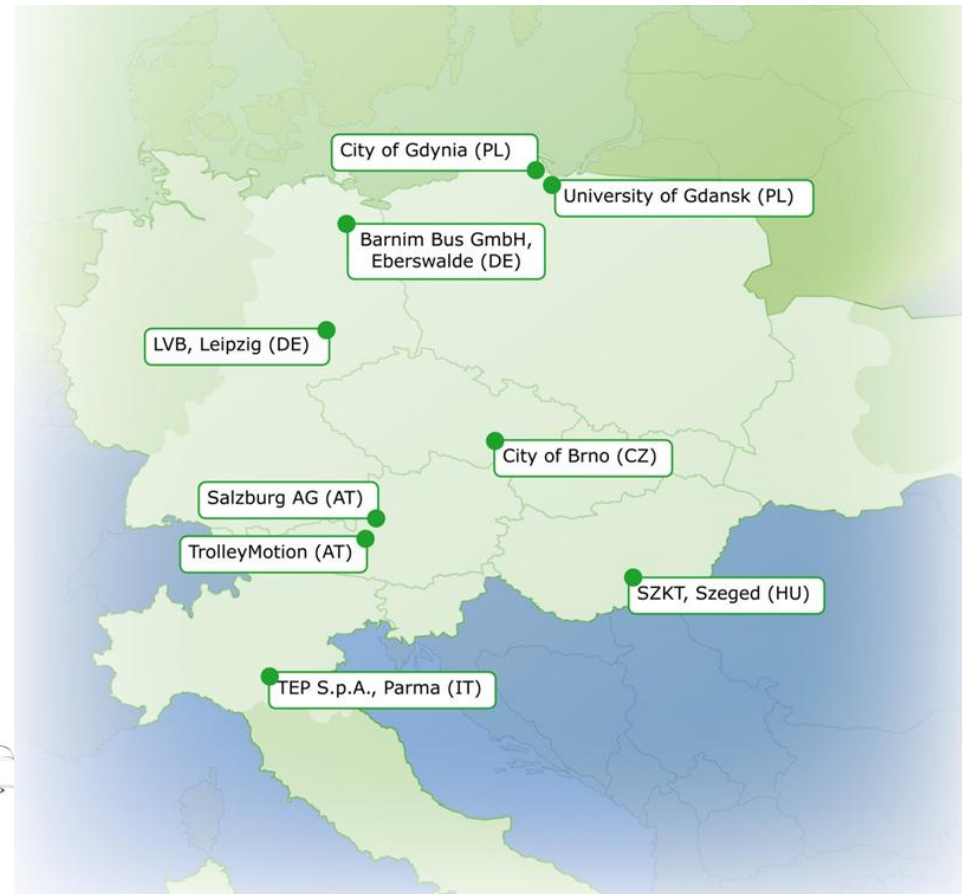 City of Gdynia (PL)
University of Gdansk (PL)
Barnim Bus GmbH,
Eberswalde (DE)
LVB, Leipzig (DE)
City of Brno (CZ)
Salzburg AG (AT)
TrolleyMotion (AT)
SZKT, Szeged (HU)
TEP S.p.A., Parma (IT)